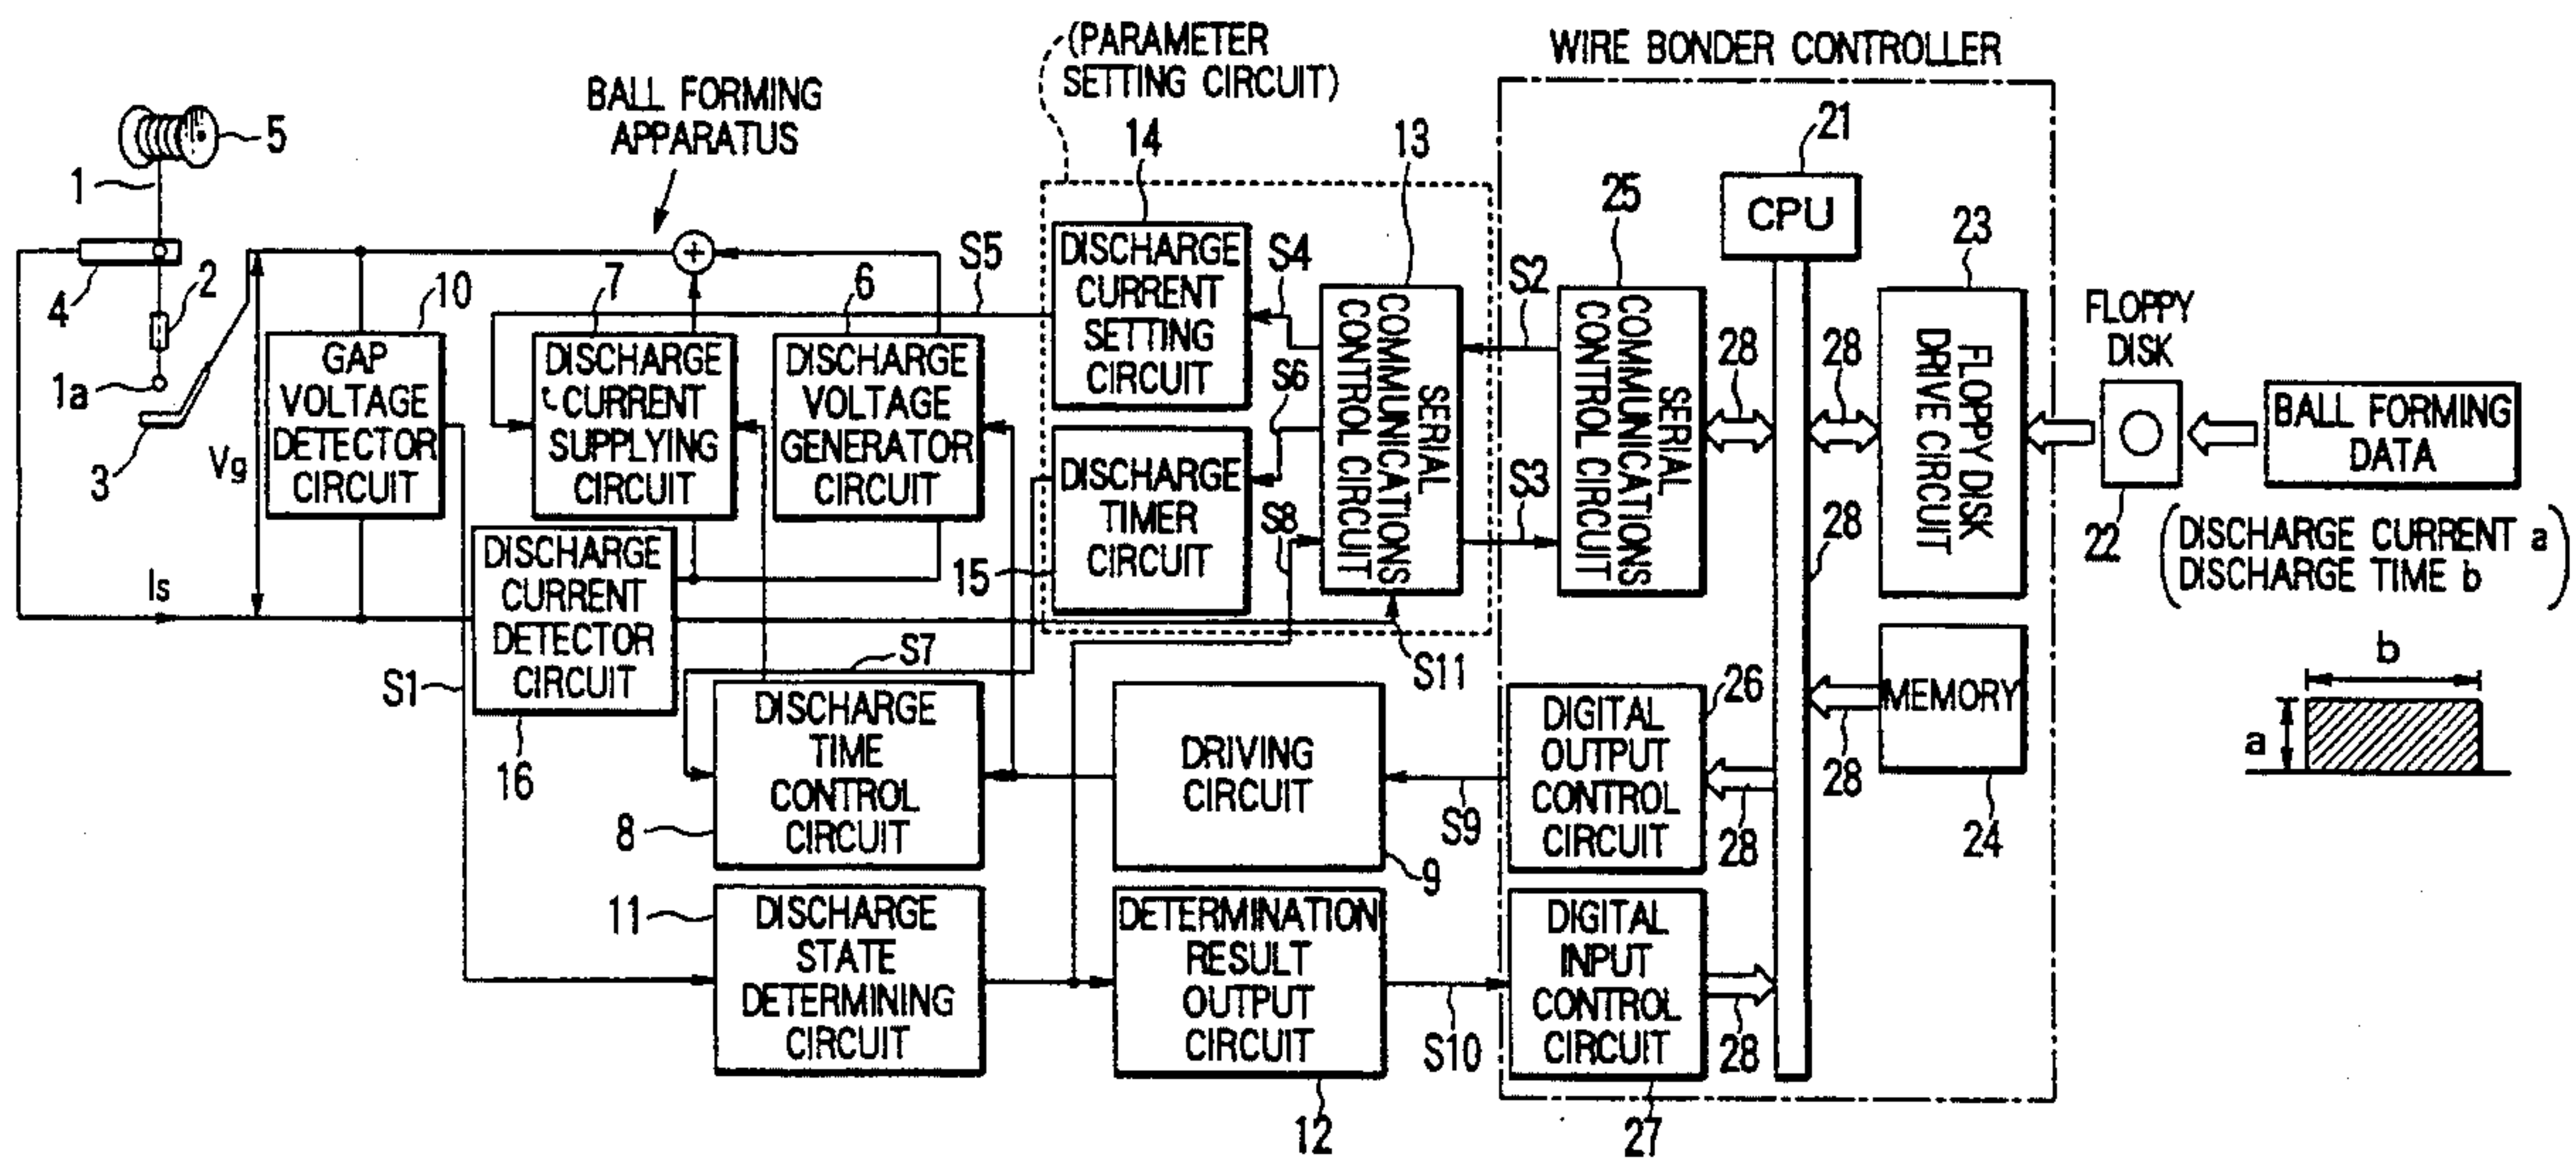 (PARAMETER
SETTING CIRCUIT)
WIRE BONDER CONTROLLER
BALL FORMING
APPARATUS
5
1
4
2
1a
3
Vg
Is
10
GAP
VOLTAGE
DETECTOR
CIRCUIT
7
DISCHARGE
CURRENT
SUPPLYING
CIRCUIT
6
DISCHARGE
VOLTAGE
GENERATOR
CIRCUIT
S5
14
DISCHARGE
CURRENT
SETTING
CIRCUIT
S4
S6
S8
13
SERIAL
COMMUNICATIONS
CONTROL CIRCUIT
DISCHARGE
TIMER
CIRCUIT
15
S2
S3
S11
25
SERIAL
COMMUNICATIONS
CONTROL CIRCUIT
21
CPU
28
28
28
23
FLOPPY DISK
DRIVE CIRCUIT
FLOPPY
DISK
22
BALL FORMING
DATA
(DISCHARGE CURRENT a
DISCHARGE TIME b)
b
a
MEMORY
24
28
DISCHARGE
CURRENT
DETECTOR
CIRCUIT
16
S1
S7
DISCHARGE
TIME
CONTROL
CIRCUIT
8
DRIVING
CIRCUIT
9
S9
26
DIGITAL
OUTPUT
CONTROL
CIRCUIT
28
11
DISCHARGE
STATE
DETERMINING
CIRCUIT
DETERMINATION
RESULT
OUTPUT
CIRCUIT
12
S10
DIGITAL
INPUT
CONTROL
CIRCUIT
27
28